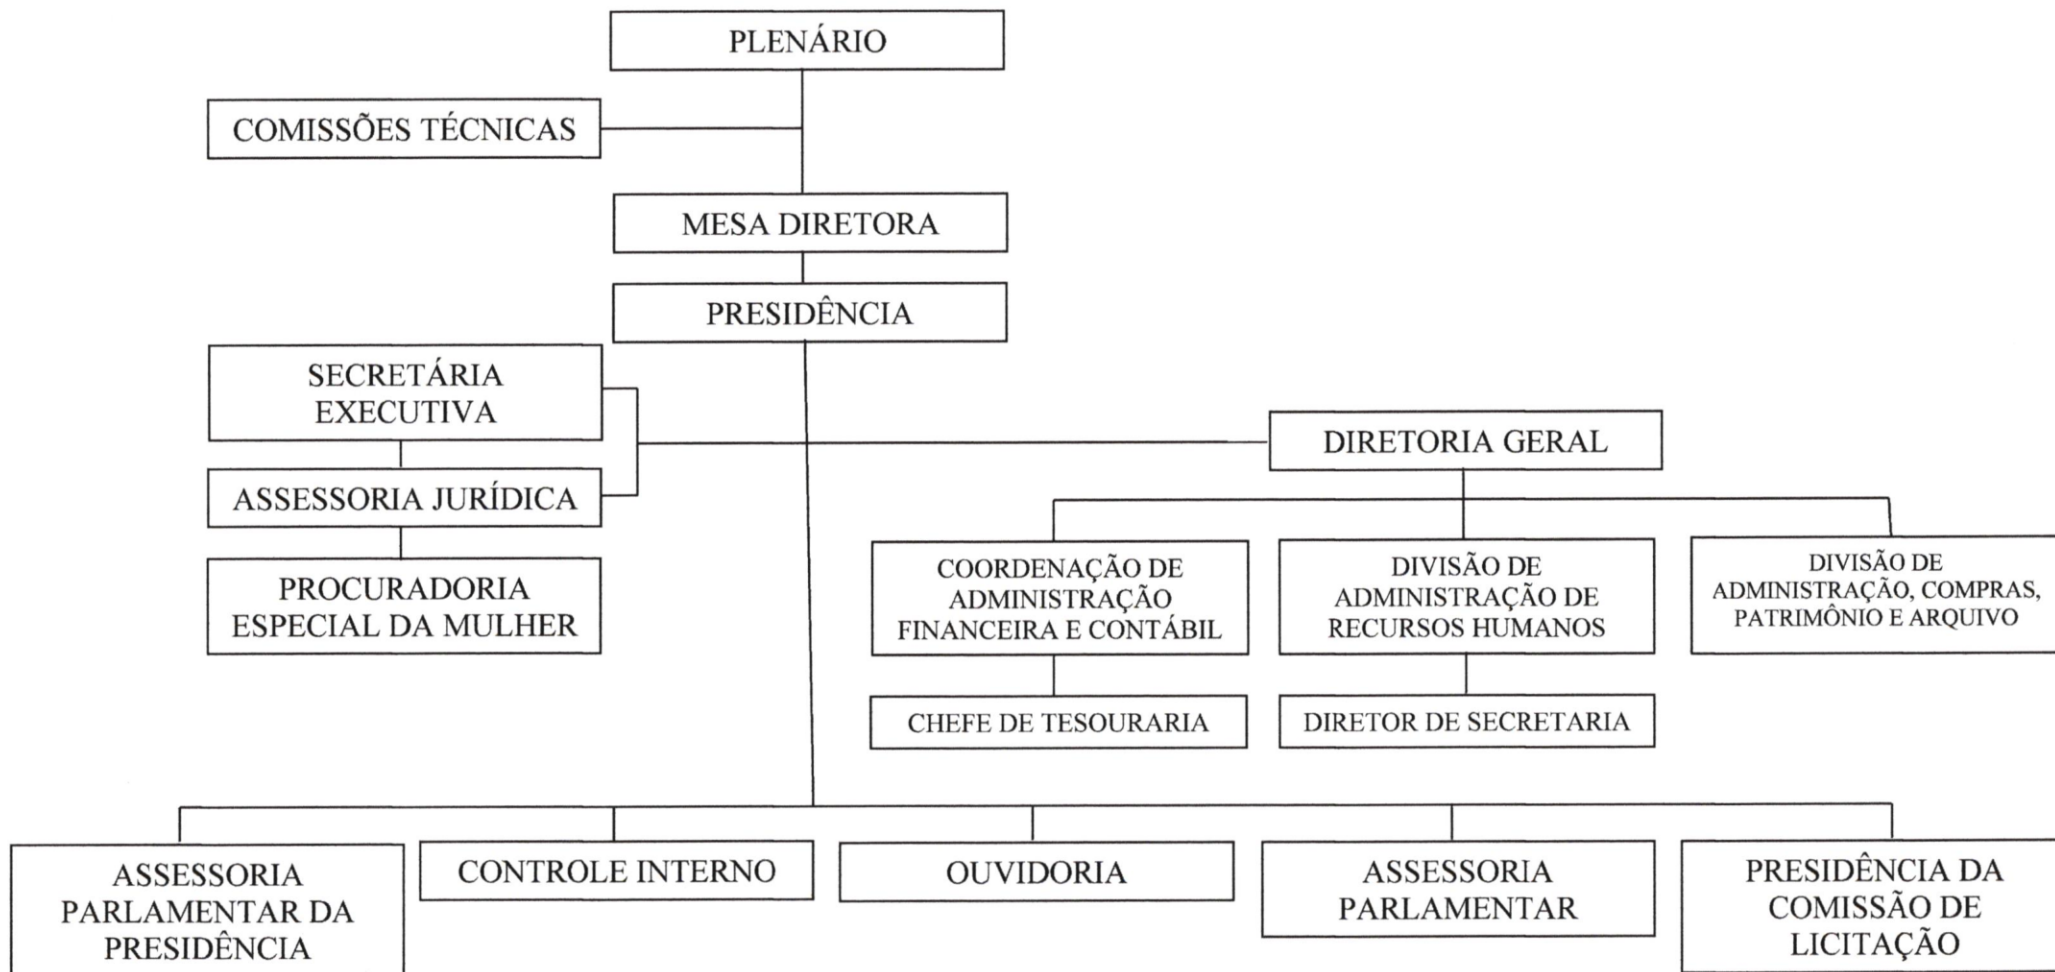 PLENÁRIO
COMISSÕES TÉCNICAS
MESA DIRETORA
PRESIDÊNCIA
SECRETÁRIA
EXECUTIVA
DIRETORIA GERAL
ASSESSORIA JURÍDICA
PROCURADORIA
ESPECIAL DA MULHER
COORDENAÇÃO DE
ADMINISTRAÇÃO
FINANCEIRA E CONTÁBIL
DIVISÃO DE
ADMINISTRAÇÃO DE
RECURSOS HUMANOS
DIVISÃO DE
ADMINISTRAÇÃO, COMPRAS,
PATRIMÔNIO E ARQUIVO
CHEFE DE TESOURARIA
DIRETOR DE SECRETARIA
ASSESSORIA
PARLAMENTAR DA
PRESIDÊNCIA
CONTROLE INTERNO
OUVIDORIA
ASSESSORIA
PARLAMENTAR
PRESIDÊNCIA DA
COMISSÃO DE
LICITAÇÃO